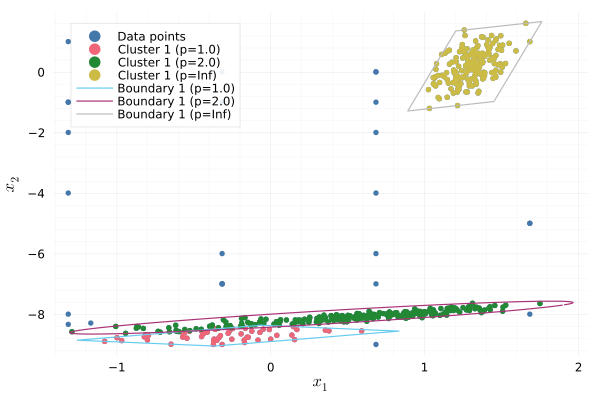 Data points
Cluster 1 (p=1.0)
Cluster 1 (p=2.0)
Cluster 1 (p=Inf)
Boundary 1 (p=1.0)
Boundary 1 (p=2.0)
Boundary 1 (p=Inf)
0
−2
−4
−6
−8
x₂
−1
0
1
2
x₁